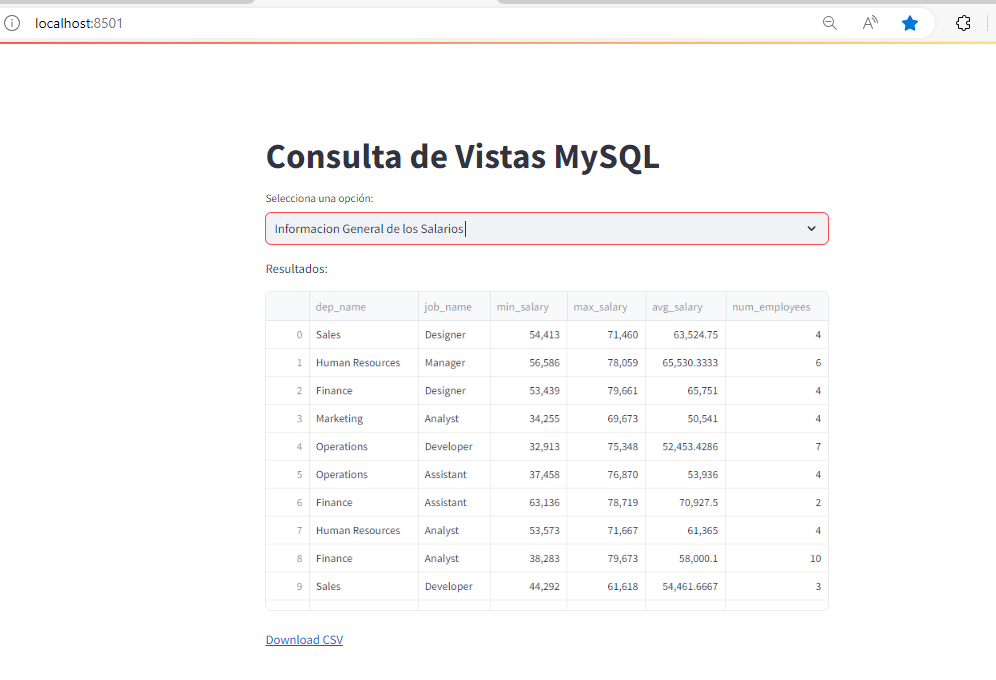 localhost:8501
Consulta de Vistas MySQL
Selecciona una opción:
Informacion General de los Salarios
Resultados:
dep_name job_name min_salary max_salary avg_salary num_employees
0 Sales Designer 54,413 71,460 63,524.75 4
1 Human Resources Manager 56,586 78,059 65,530.3333 6
2 Finance Designer 53,439 79,661 65,751 4
3 Marketing Analyst 34,255 69,673 50,541 4
4 Operations Developer 32,913 75,348 52,453.4286 7
5 Operations Assistant 37,458 76,870 53,936 4
6 Finance Assistant 63,136 78,719 70,927.5 2
7 Human Resources Analyst 53,573 71,667 61,365 4
8 Finance Analyst 38,283 79,673 58,000.1 10
9 Sales Developer 44,292 61,618 54,461.6667 3
Download CSV